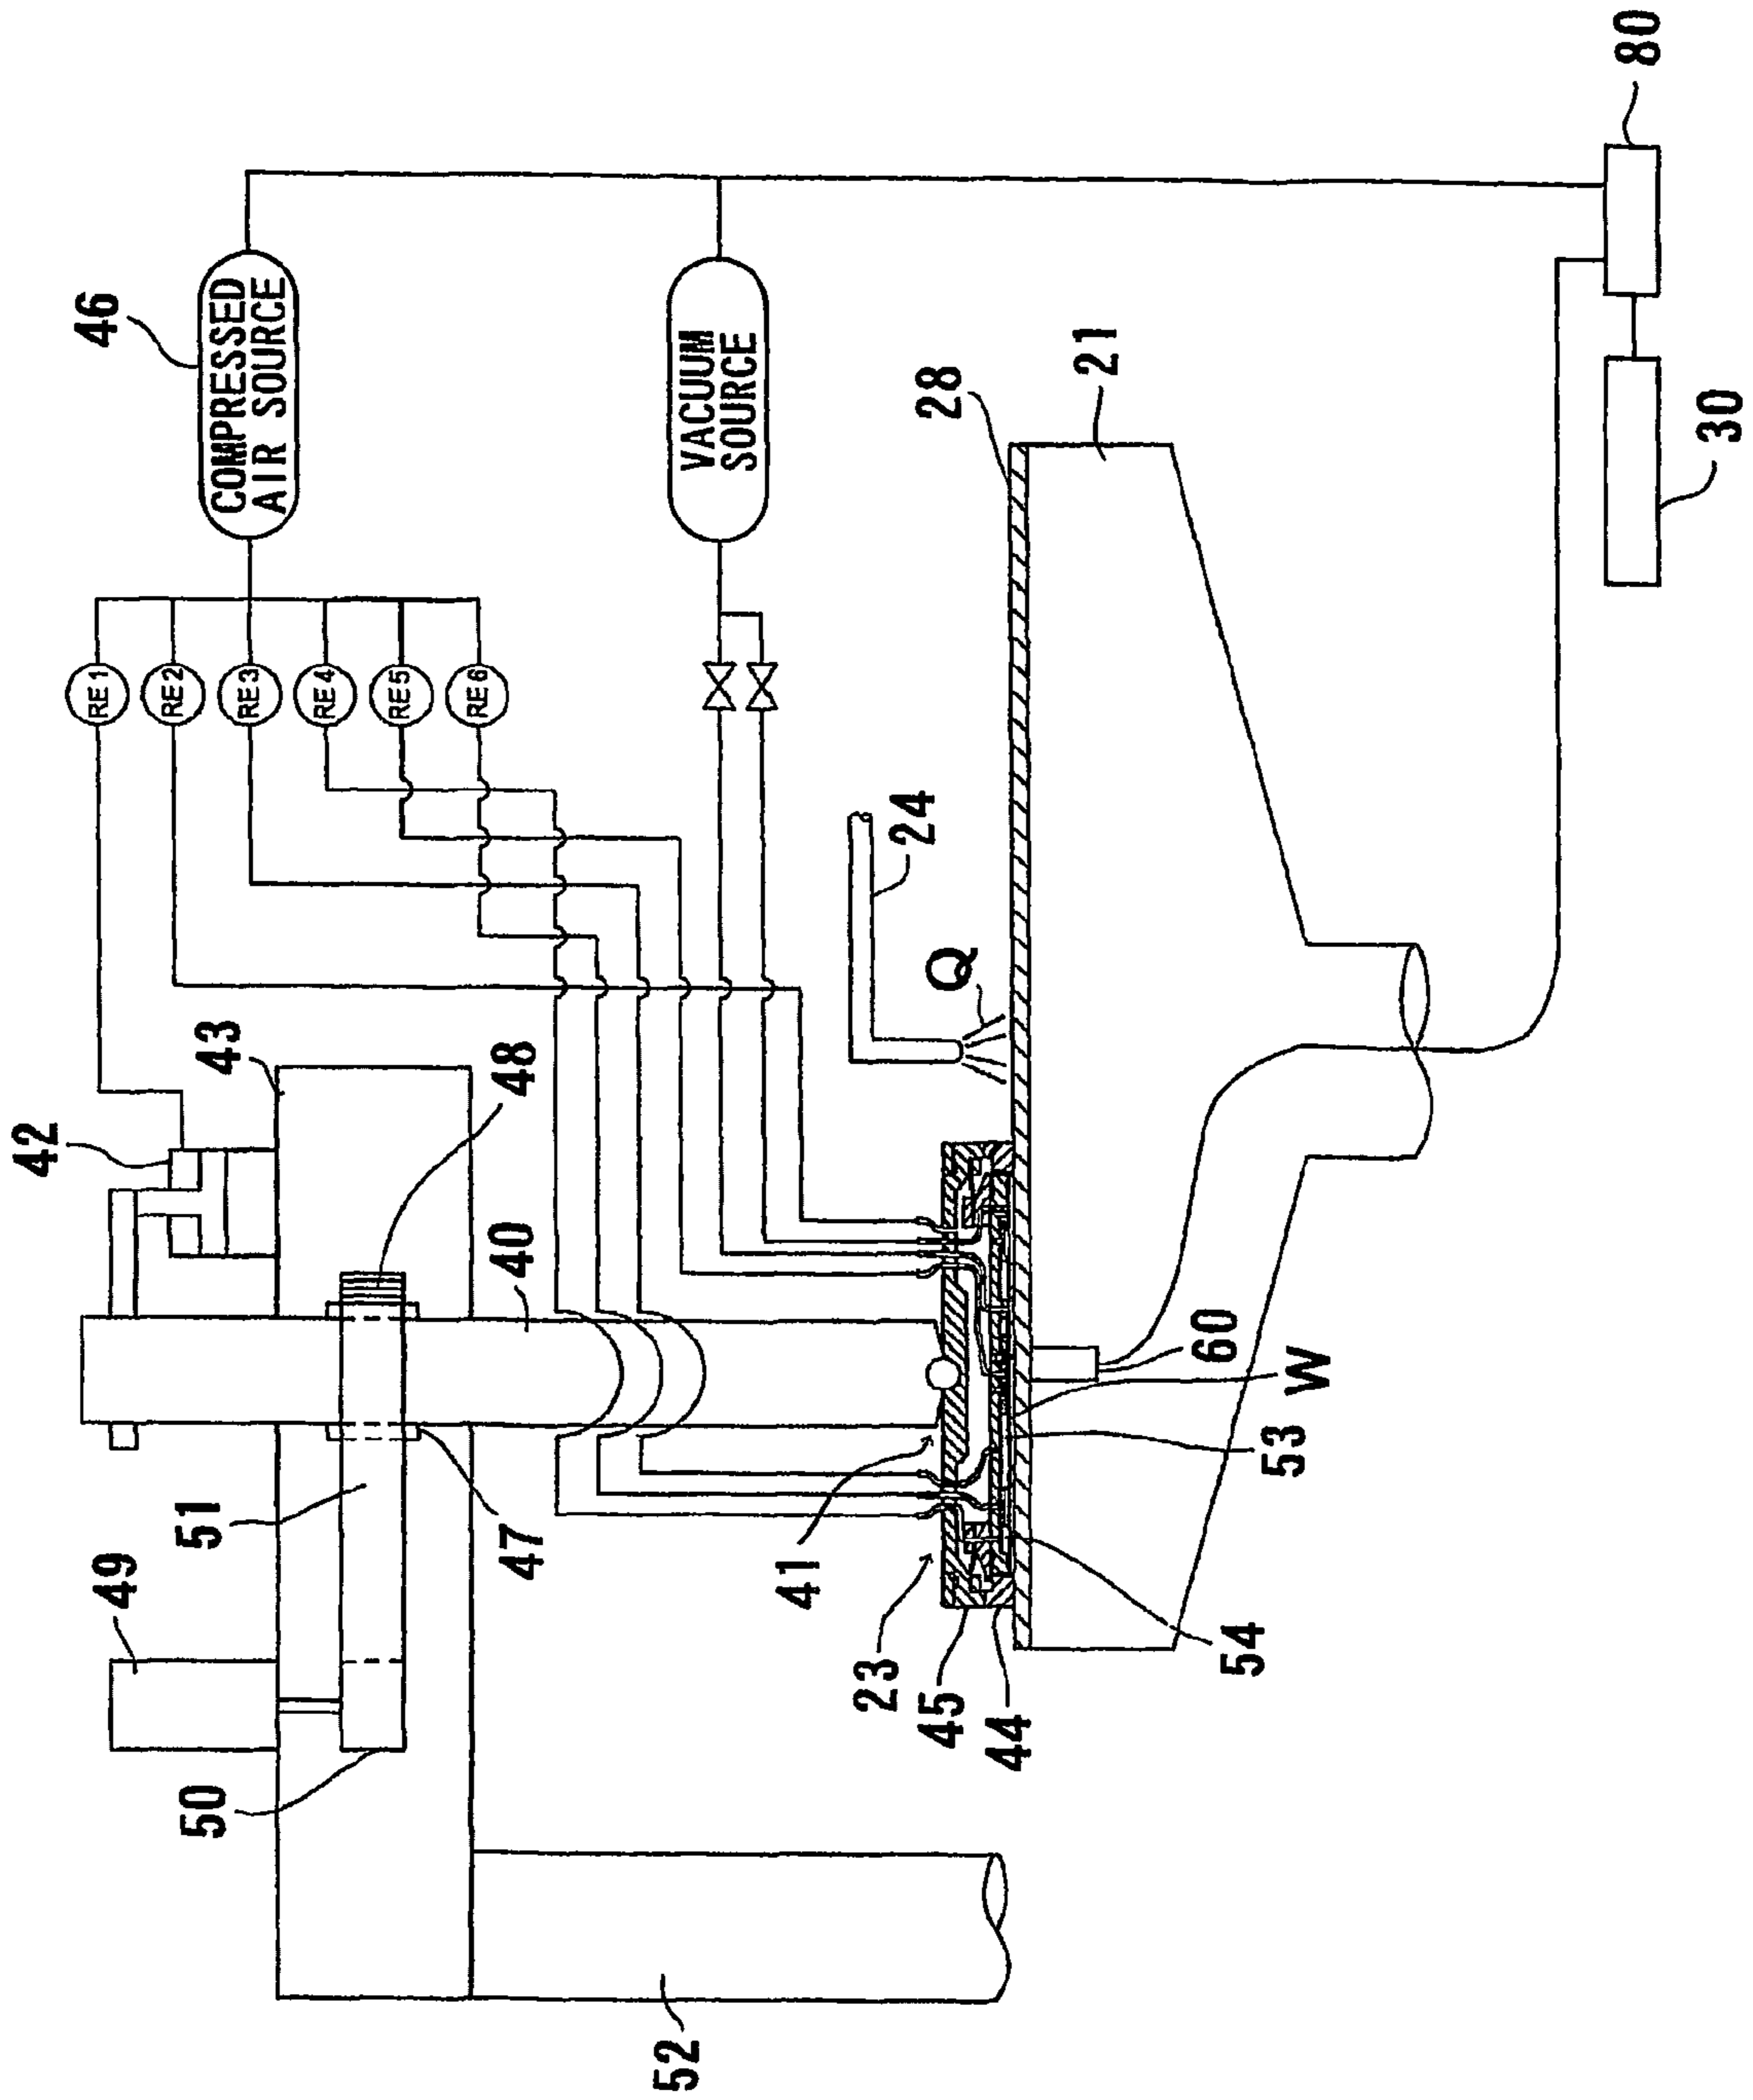 42
46
RE1
49
RE2
50
51
43
COMPRESSED
AIR SOURCE
RE3
RE4
RE5
RE6
47
40
48
52
VACUUM
SOURCE
41
23
24
45
Q
28
44
21
54
60
53
W
80
30